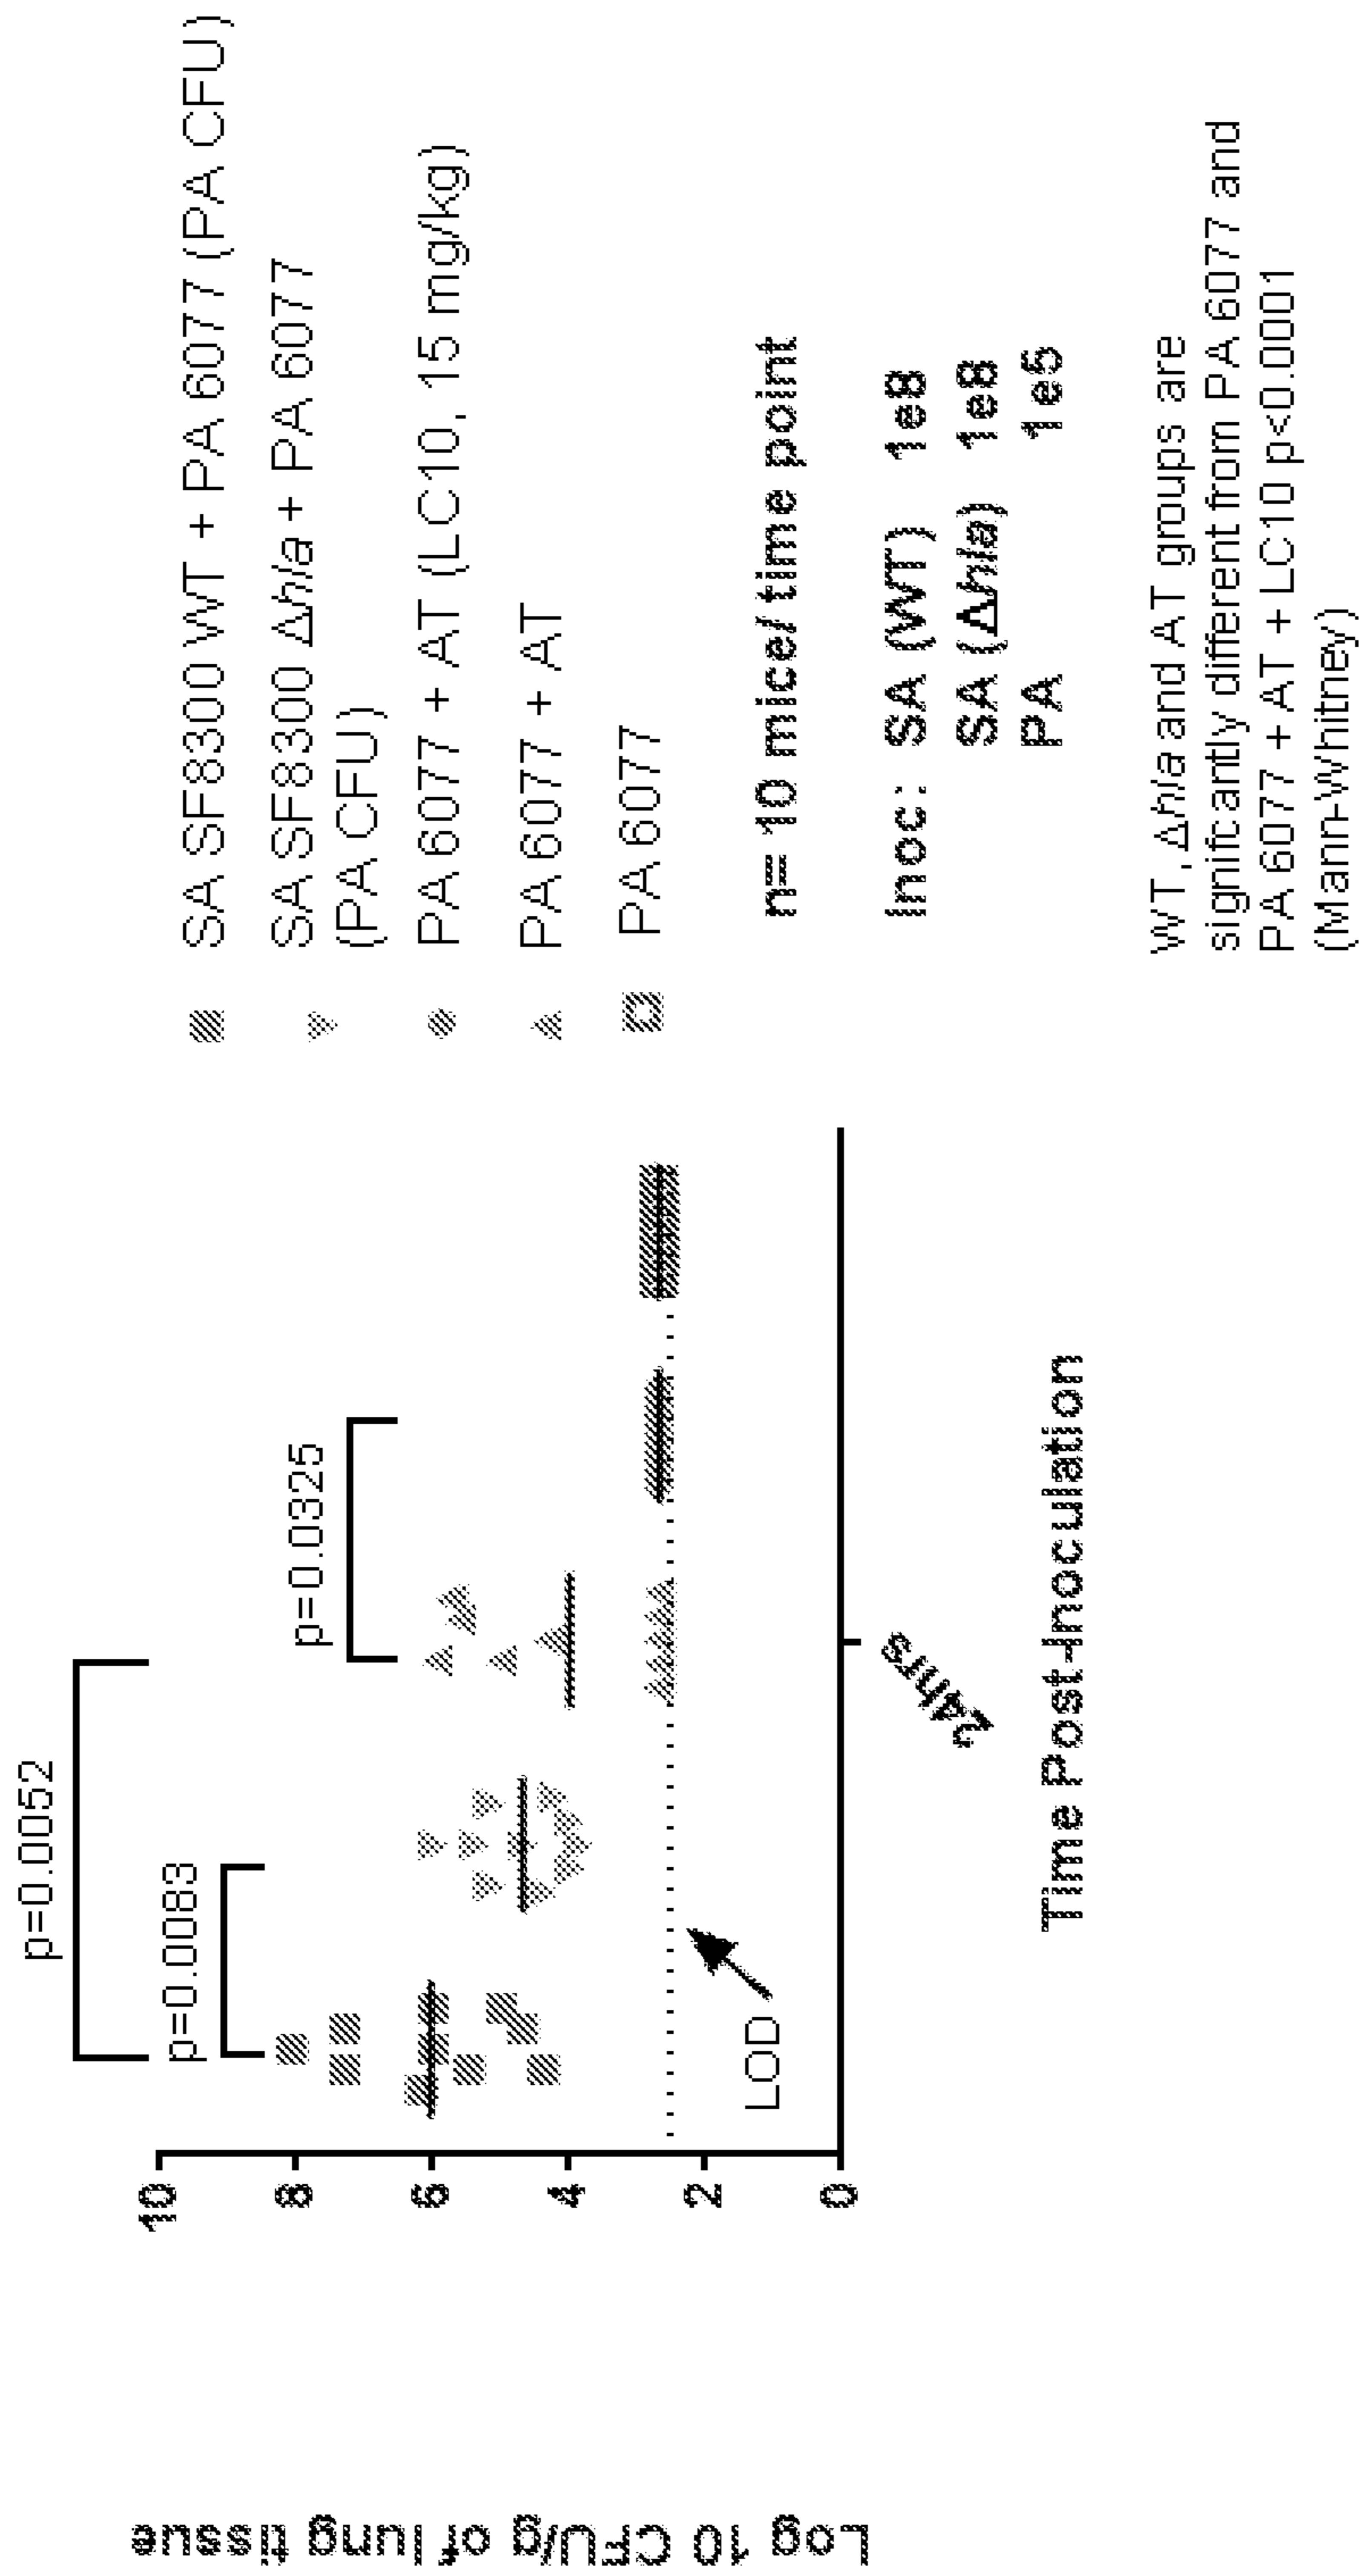 p=0.0052
p=0.0083
p=0.0325
Log 10 CFU/g of lung tissue
10
8
6
4
2
0
LOD
24hrs
Time Post-Inoculation
SA SF8300 WT + PA 6077 (PA CFU)
SA SF8300 Δhla + PA 6077
(PA CFU)
PA 6077 + AT (LC10, 15 mg/kg)
PA 6077 + AT
PA 6077
n= 10 mice/ time point
Inoc: SA (WT) 1e8
SA (Δhla) 1e8
PA 1e5
WT, Δhla and AT groups are
signifcantly different from PA 6077 and
PA 6077 + AT + LC10 p<0.0001
(Mann-Whitney)